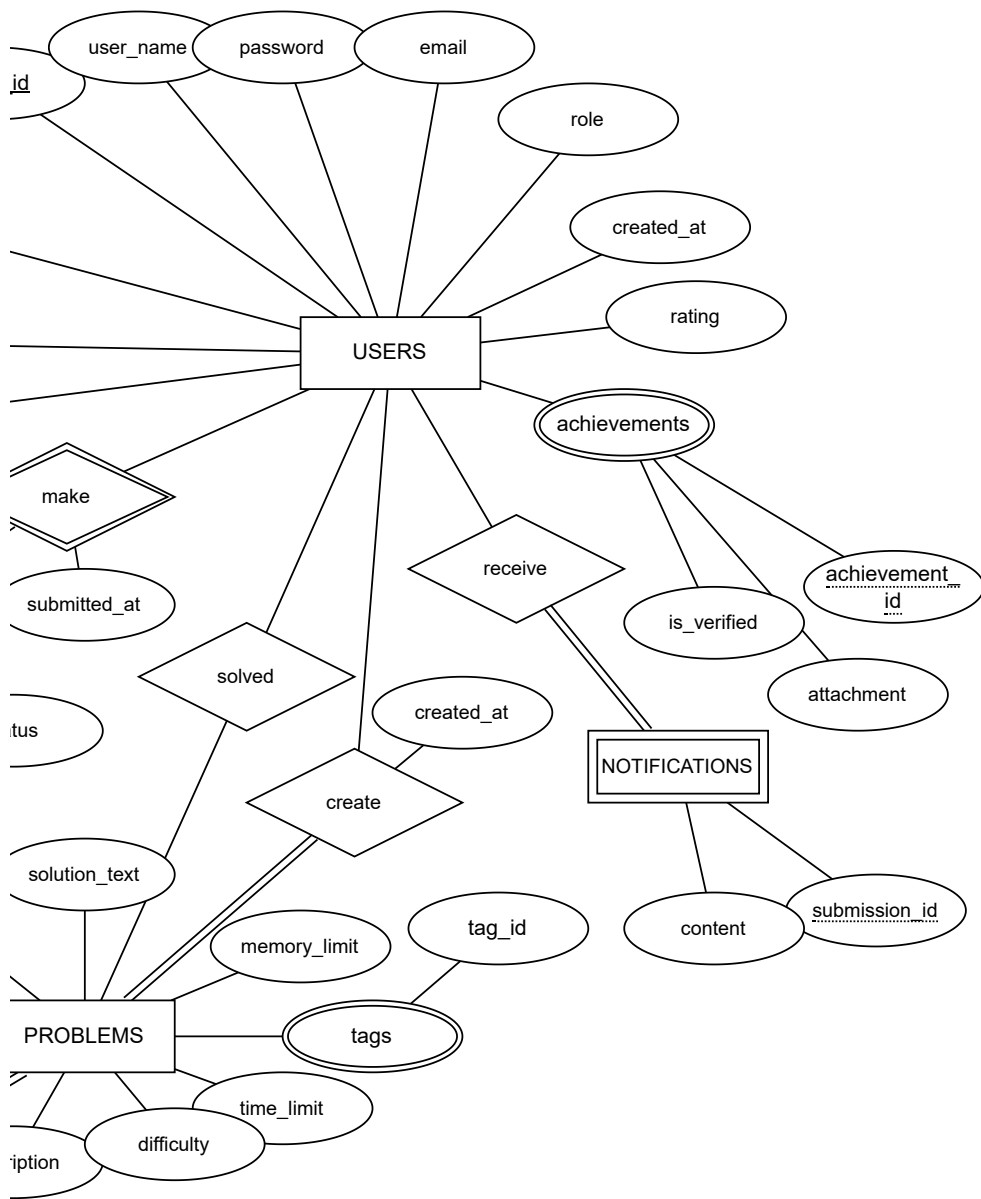 user_name
password
email
_id
role
created_at
rating
USERS
achievements
make
receive
achievement_
id
submitted_at
is_verified
solved
attachment
created_at
NOTIFICATIONS
create
solution_text
submission_id
content
tag_id
memory_limit
PROBLEMS
tags
time_limit
difficulty